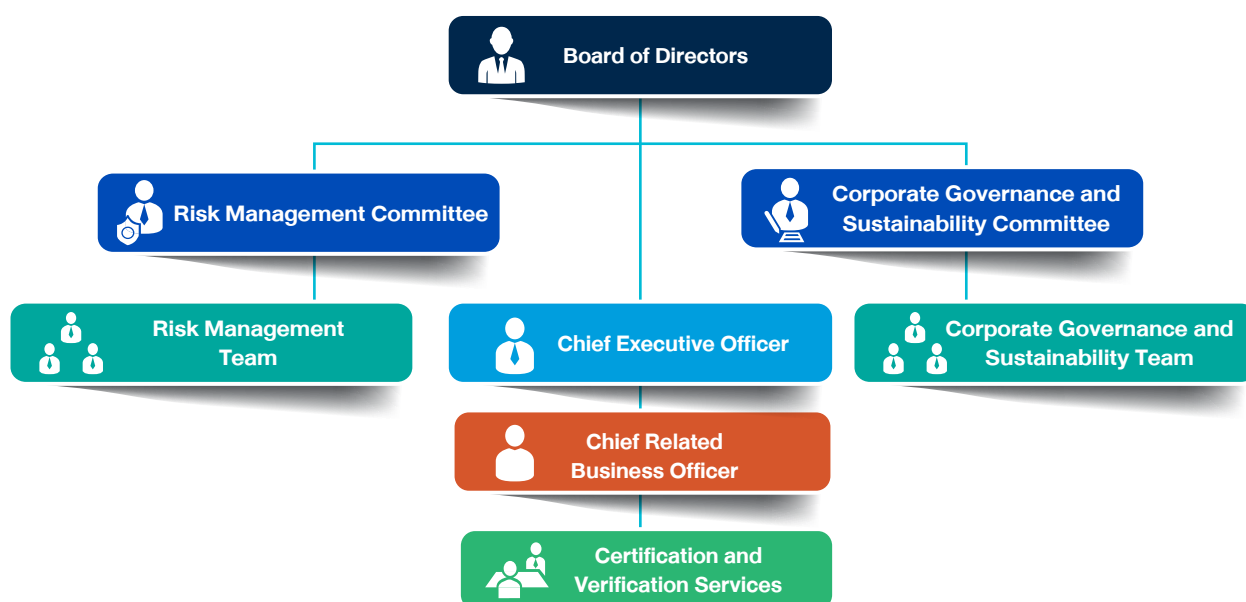 Board of Directors
Risk Management Committee
Corporate Governance and
Sustainability Committee
Risk Management
Team
Chief Executive Officer
Corporate Governance and
Sustainability Team
Chief Related
Business Officer
Certification and
Verification Services